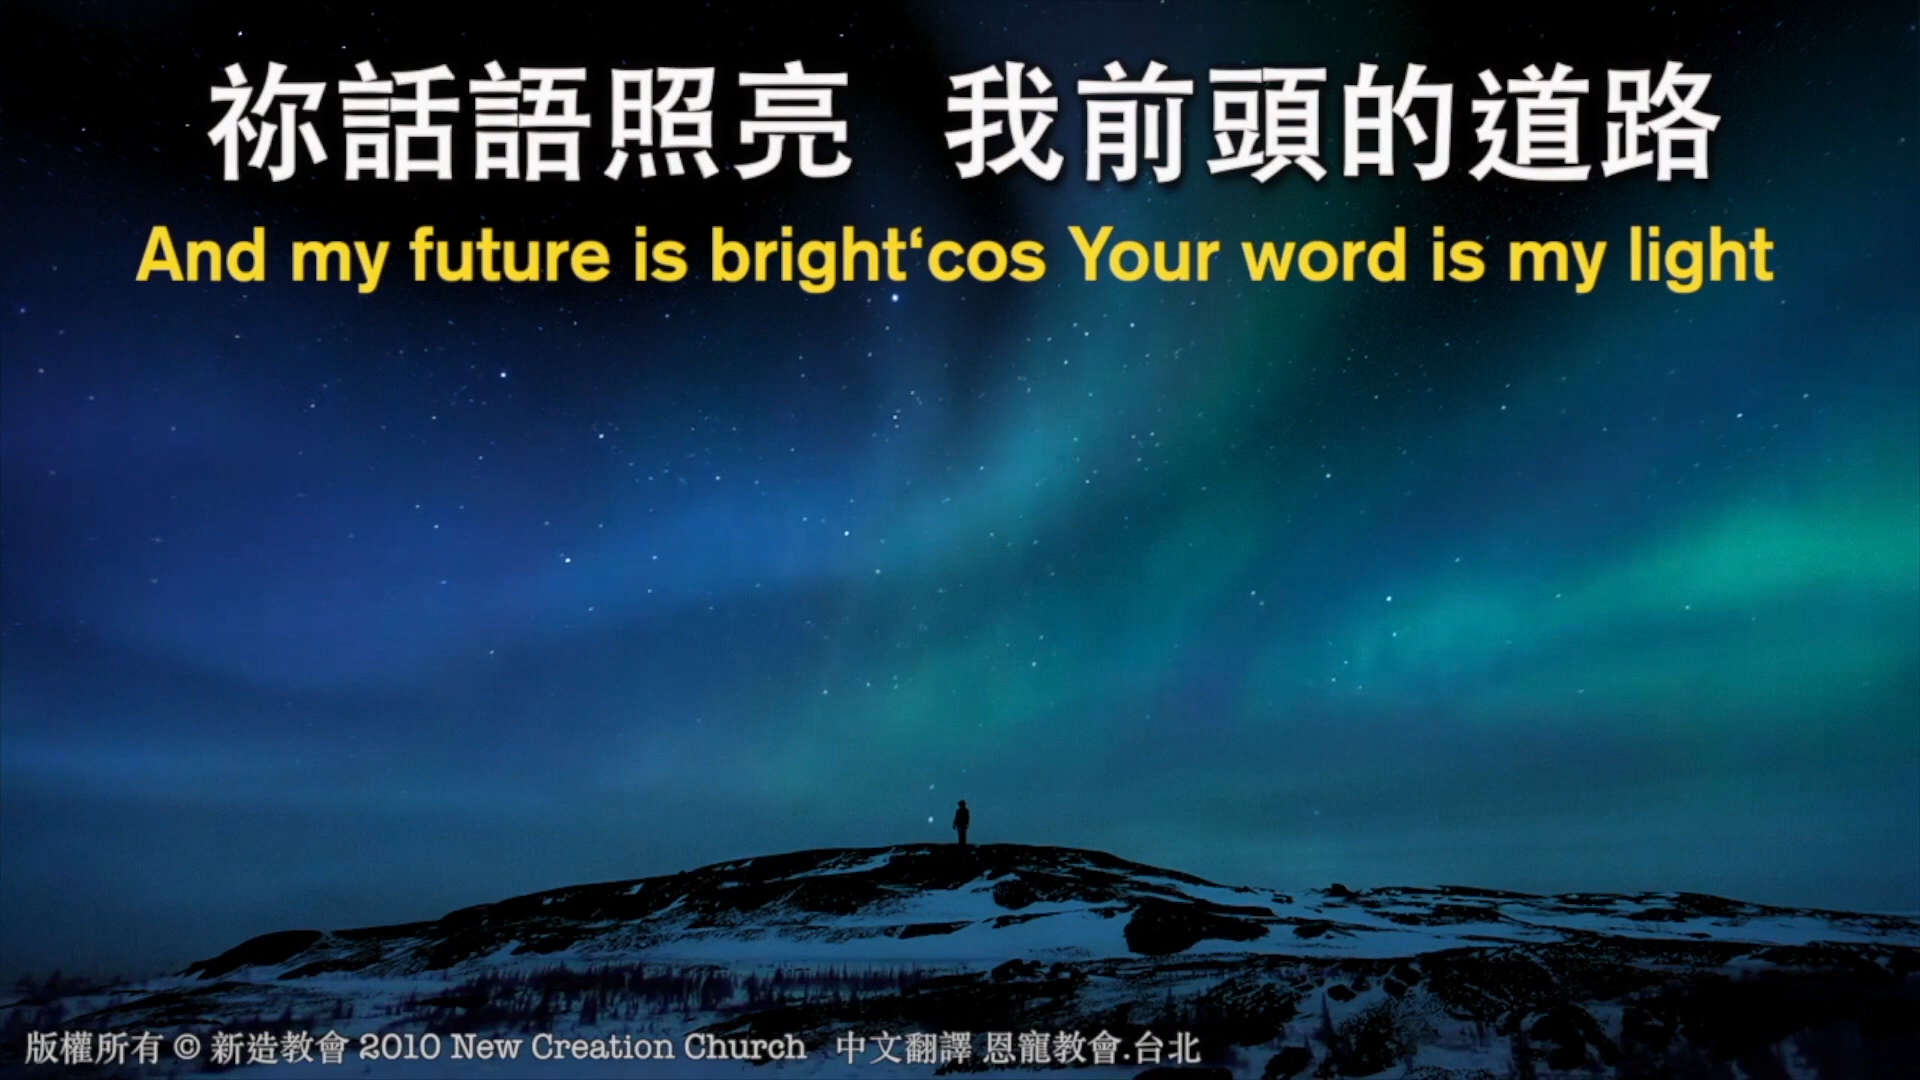 祢話語照亮 我前頭的道路
And my future is bright‘cos Your word is my light
版權所有 © 新造教會 2010 New Creation Church 中文翻譯 恩寵教會.台北